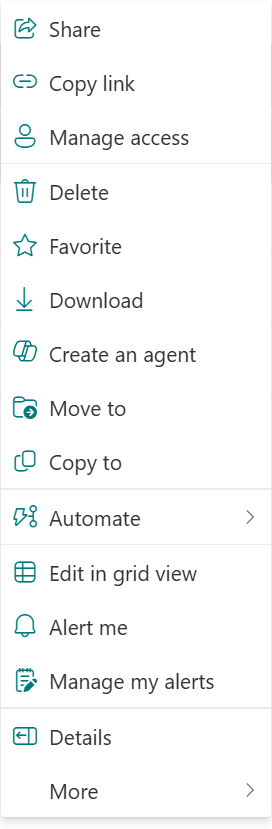 Share
Copy link
Manage access
Delete
Favorite
Download
Create an agent
Move to
Copy to
Automate
Edit in grid view
Alert me
Manage my alerts
Details
More